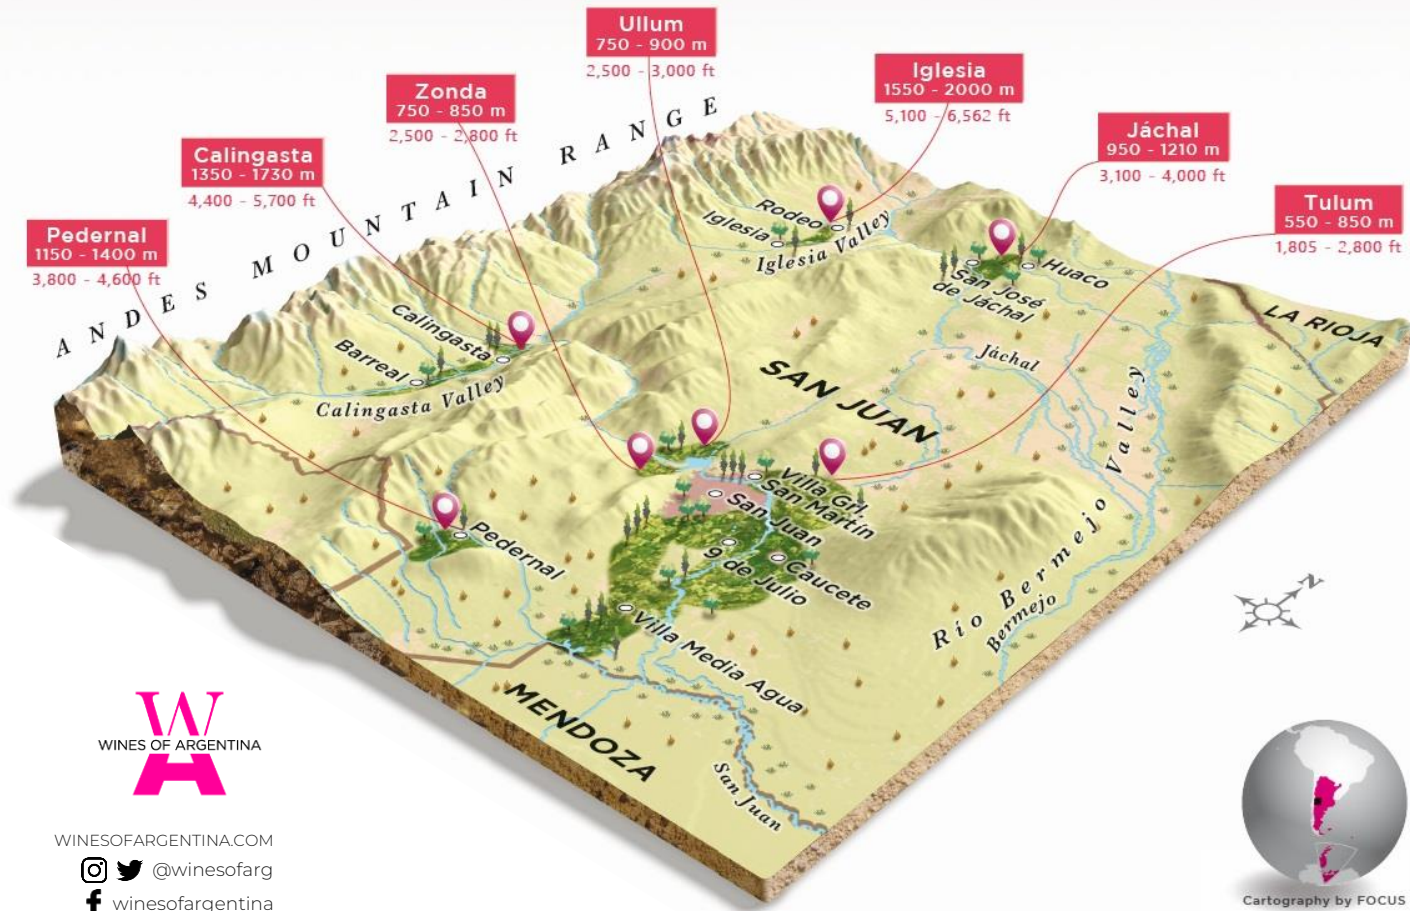 Ullum
750 - 900 m
2,500 - 3,000 ft
Zonda
750 - 850 m
2,500 - 2,800 ft
Iglesia
1550 - 2000 m
5,100 - 6,562 ft
Calingasta
1350 - 1730 m
4,400 - 5,700 ft
Jáchal
950 - 1210 m
3,100 - 4,000 ft
Pedernal
1150 - 1400 m
3,800 - 4,600 ft
Tulum
550 - 850 m
1,805 - 2,800 ft
ANDES MOUNTAIN RANGE
Rodeo
Iglesia
Iglesia Valley
Huaco
San José
de Jáchal
LA RIOJA
Calingasta
Barreal
Calingasta Valley
Jáchal
SAN JUAN
Río Bermejo Valley
Bermejo
Villa Grl.
San Martín
San Juan
9 de Julio
Caucete
Pedernal
Villa Media Agua
MENDOZA
San Juan
N
WA
WINES OF ARGENTINA
WINESOFARGENTINA.COM
@winesofarg
winesofargentina
Cartography by FOCUS